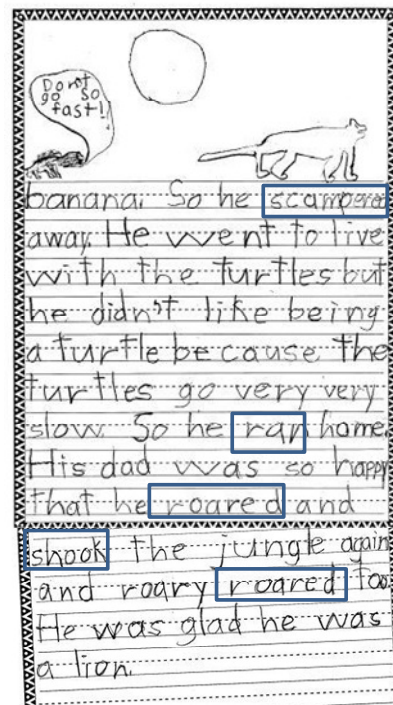 Don't
go so
fast!
banana. So he scampered
away. He went to live
with the turtles but
he didn't like being
a turtle because the
turtles go very very
slow. So he ran home.
His dad was so happy
that he roared and
shook the jungle again
and roary roared too.
He was glad he was
a lion.